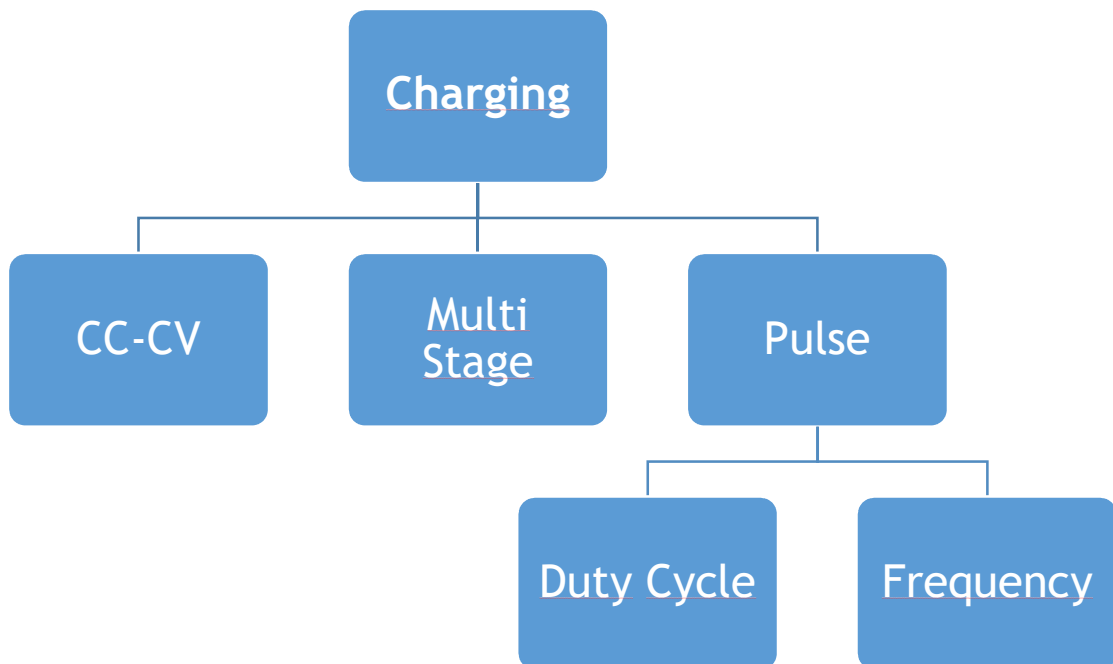 Charging
CC-CV
Multi
Stage
Pulse
Duty Cycle
Frequency